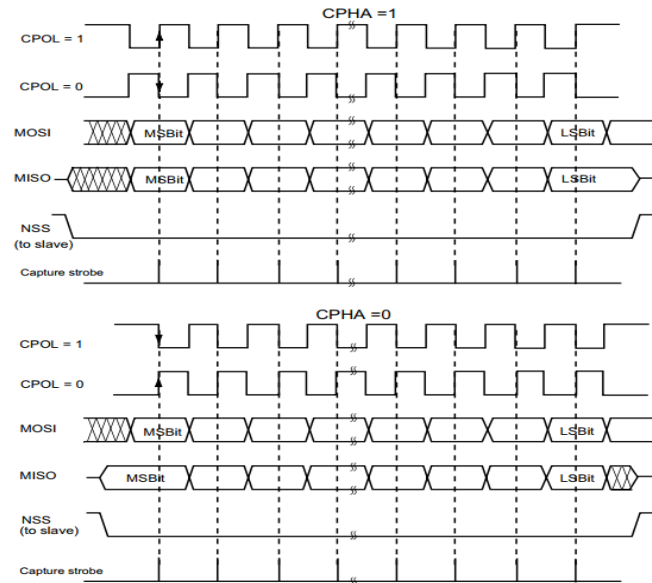 CPHA =1
CPOL = 1
CPOL = 0
MOSI MSBit LSBit
MISO MSBit LSBit
NSS
(to slave)
Capture strobe
CPHA =0
CPOL = 1
CPOL = 0
MOSI MSBit LSBit
MISO MSBit LSBit
NSS
(to slave)
Capture strobe